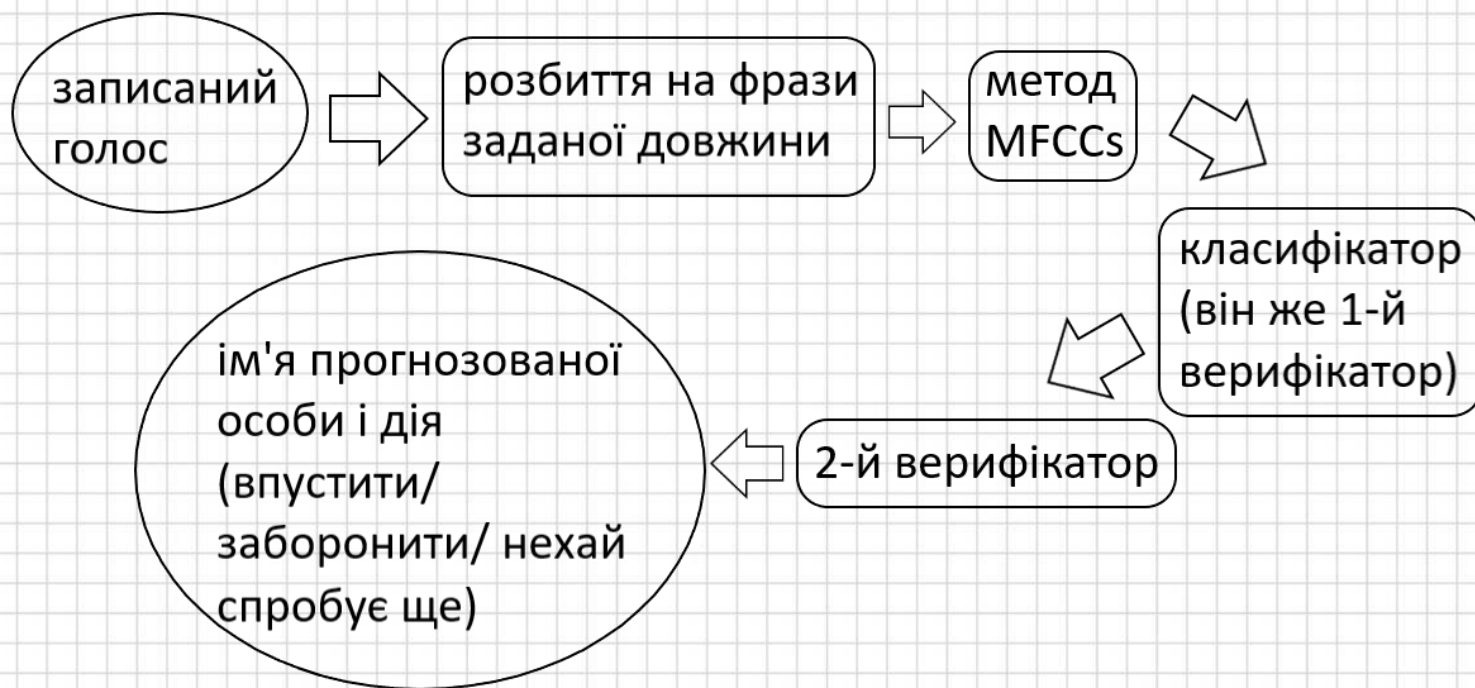 записаний
голос
розбиття на фрази
заданої довжини
метод
MFCCs
класифікатор
(він же 1-й
верифікатор)
2-й верифікатор
ім'я прогнозованої
особи і дія
(впустити/
заборонити/ нехай
спробує ще)